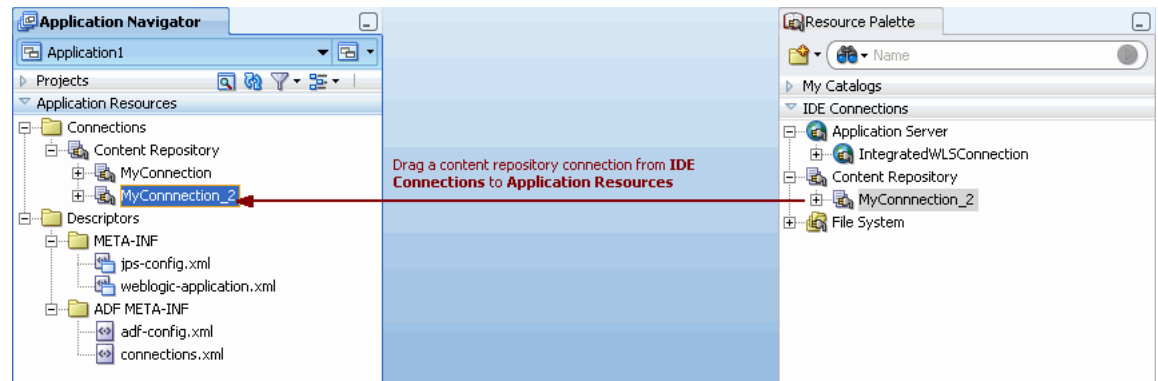 Application Navigator
Application1
Projects
Application Resources
Connections
Content Repository
MyConnection
MyConnnection_2
Descriptors
META-INF
jps-config.xml
weblogic-application.xml
ADF META-INF
adf-config.xml
connections.xml
Drag a content repository connection from IDE
Connections to Application Resources
Resource Palette
Name
My Catalogs
IDE Connections
Application Server
IntegratedWLSConnection
Content Repository
MyConnnection_2
File System